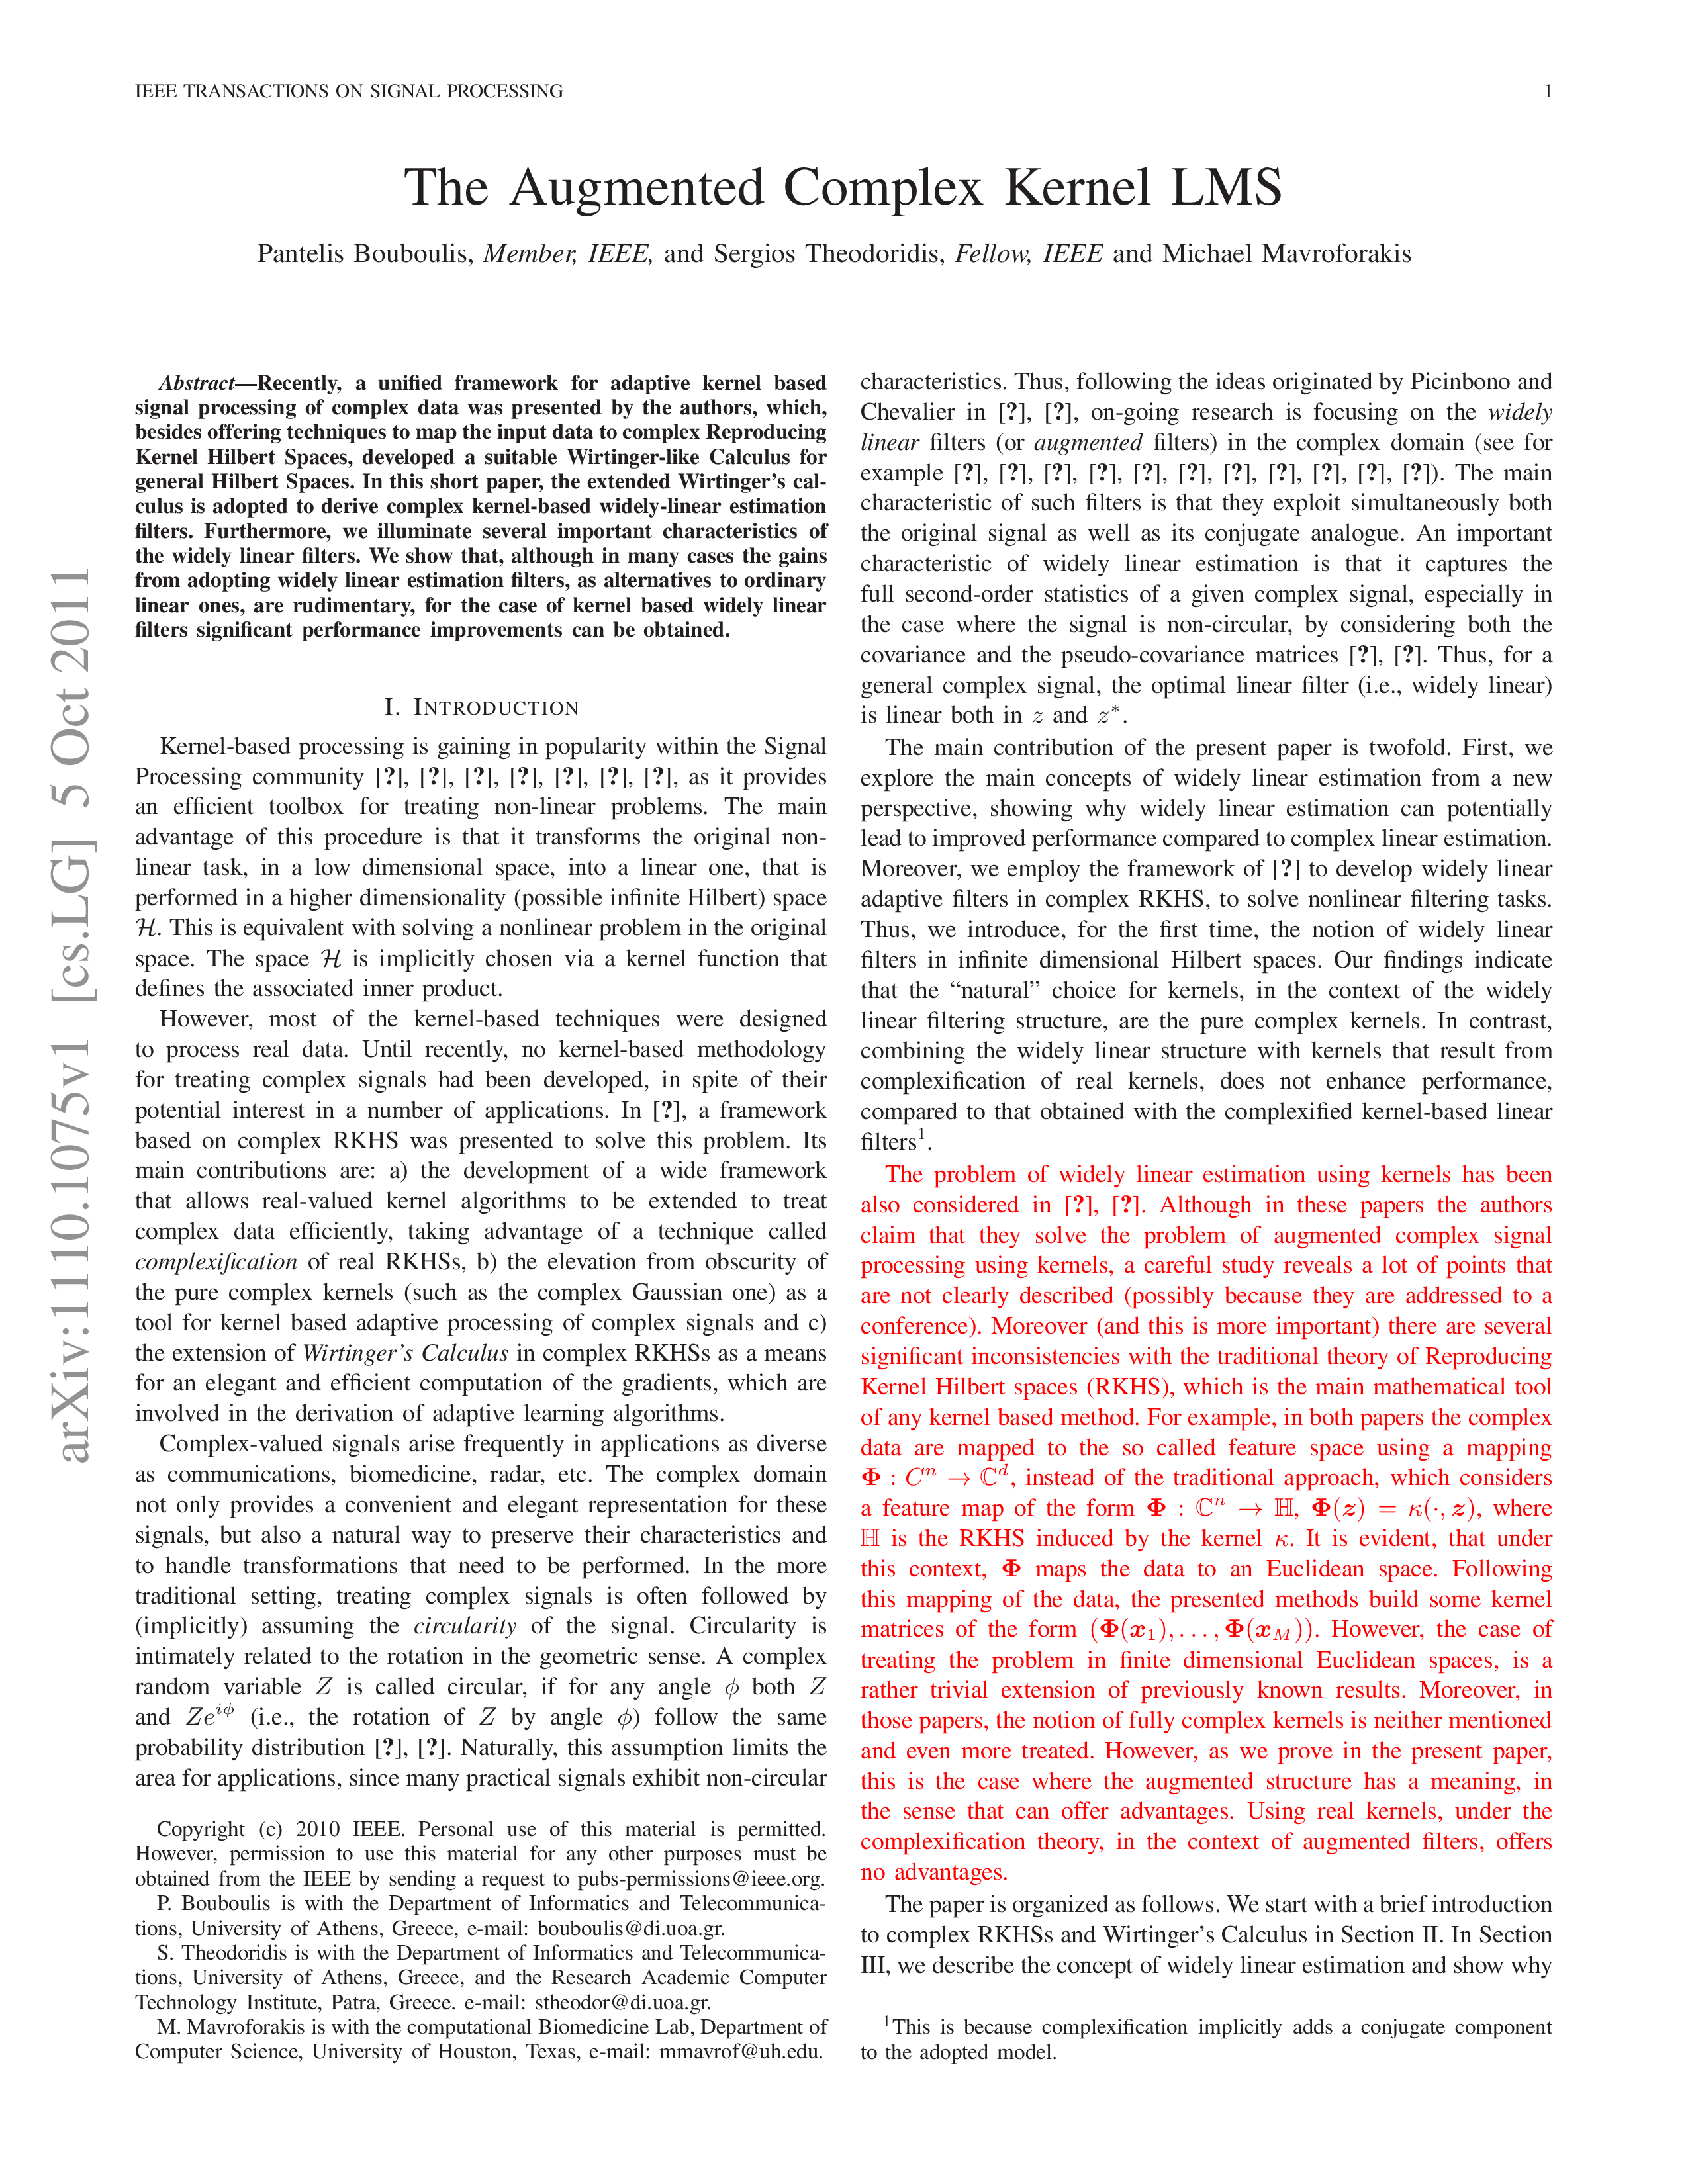 IEEE TRANSACTIONS ON SIGNAL PROCESSING 1
The Augmented Complex Kernel LMS
Pantelis Bouboulis, Member, IEEE, and Sergios Theodoridis, Fellow, IEEE and Michael Mavroforakis
arXiv:1110.1075v1 [cs.LG] 5 Oct 2011
Abstract—Recently, a unified framework for adaptive kernel based
signal processing of complex data was presented by the authors, which,
besides offering techniques to map the input data to complex Reproducing
Kernel Hilbert Spaces, developed a suitable Wirtinger-like Calculus for
general Hilbert Spaces. In this short paper, the extended Wirtinger's cal-
culus is adopted to derive complex kernel-based widely-linear estimation
filters. Furthermore, we illuminate several important characteristics of
the widely linear filters. We show that, although in many cases the gains
from adopting widely linear estimation filters, as alternatives to ordinary
linear ones, are rudimentary, for the case of kernel based widely linear
filters significant performance improvements can be obtained.
I. INTRODUCTION
Kernel-based processing is gaining in popularity within the Signal
Processing community [?], [?], [?], [?], [?], [?], [?], as it provides
an efficient toolbox for treating non-linear problems. The main
advantage of this procedure is that it transforms the original non-
linear task, in a low dimensional space, into a linear one, that is
performed in a higher dimensionality (possible infinite Hilbert) space
ℋ. This is equivalent with solving a nonlinear problem in the original
space. The space ℋ is implicitly chosen via a kernel function that
defines the associated inner product.
However, most of the kernel-based techniques were designed
to process real data. Until recently, no kernel-based methodology
for treating complex signals had been developed, in spite of their
potential interest in a number of applications. In [?], a framework
based on complex RKHS was presented to solve this problem. Its
main contributions are: a) the development of a wide framework
that allows real-valued kernel algorithms to be extended to treat
complex data efficiently, taking advantage of a technique called
complexification of real RKHSs, b) the elevation from obscurity of
the pure complex kernels (such as the complex Gaussian one) as a
tool for kernel based adaptive processing of complex signals and c)
the extension of Wirtinger's Calculus in complex RKHSs as a means
for an elegant and efficient computation of the gradients, which are
involved in the derivation of adaptive learning algorithms.
Complex-valued signals arise frequently in applications as diverse
as communications, biomedicine, radar, etc. The complex domain
not only provides a convenient and elegant representation for these
signals, but also a natural way to preserve their characteristics and
to handle transformations that need to be performed. In the more
traditional setting, treating complex signals is often followed by
(implicitly) assuming the circularity of the signal. Circularity is
intimately related to the rotation in the geometric sense. A complex
random variable Z is called circular, if for any angle ϕ both Z
and Ze^{iϕ} (i.e., the rotation of Z by angle ϕ) follow the same
probability distribution [?], [?]. Naturally, this assumption limits the
area for applications, since many practical signals exhibit non-circular
Copyright (c) 2010 IEEE. Personal use of this material is permitted.
However, permission to use this material for any other purposes must be
obtained from the IEEE by sending a request to pubs-permissions@ieee.org.
P. Bouboulis is with the Department of Informatics and Telecommunica-
tions, University of Athens, Greece, e-mail: bouboulis@di.uoa.gr.
S. Theodoridis is with the Department of Informatics and Telecommunica-
tions, University of Athens, Greece, and the Research Academic Computer
Technology Institute, Patra, Greece. e-mail: stheodor@di.uoa.gr.
M. Mavroforakis is with the computational Biomedicine Lab, Department of
Computer Science, University of Houston, Texas, e-mail: mmavrof@uh.edu.
characteristics. Thus, following the ideas originated by Picinbono and
Chevalier in [?], [?], on-going research is focusing on the widely
linear filters (or augmented filters) in the complex domain (see for
example [?], [?], [?], [?], [?], [?], [?], [?], [?], [?], [?]). The main
characteristic of such filters is that they exploit simultaneously both
the original signal as well as its conjugate analogue. An important
characteristic of widely linear estimation is that it captures the
full second-order statistics of a given complex signal, especially in
the case where the signal is non-circular, by considering both the
covariance and the pseudo-covariance matrices [?], [?]. Thus, for a
general complex signal, the optimal linear filter (i.e., widely linear)
is linear both in z and z*.
The main contribution of the present paper is twofold. First, we
explore the main concepts of widely linear estimation from a new
perspective, showing why widely linear estimation can potentially
lead to improved performance compared to complex linear estimation.
Moreover, we employ the framework of [?] to develop widely linear
adaptive filters in complex RKHS, to solve nonlinear filtering tasks.
Thus, we introduce, for the first time, the notion of widely linear
filters in infinite dimensional Hilbert spaces. Our findings indicate
that the “natural” choice for kernels, in the context of the widely
linear filtering structure, are the pure complex kernels. In contrast,
combining the widely linear structure with kernels that result from
complexification of real kernels, does not enhance performance,
compared to that obtained with the complexified kernel-based linear
filters¹.
The problem of widely linear estimation using kernels has been
also considered in [?], [?]. Although in these papers the authors
claim that they solve the problem of augmented complex signal
processing using kernels, a careful study reveals a lot of points that
are not clearly described (possibly because they are addressed to a
conference). Moreover (and this is more important) there are several
significant inconsistencies with the traditional theory of Reproducing
Kernel Hilbert spaces (RKHS), which is the main mathematical tool
of any kernel based method. For example, in both papers the complex
data are mapped to the so called feature space using a mapping
Φ : Cⁿ → ℂᵈ, instead of the traditional approach, which considers
a feature map of the form Φ : ℂⁿ → ℍ, Φ(z) = κ(·, z), where
ℍ is the RKHS induced by the kernel κ. It is evident, that under
this context, Φ maps the data to an Euclidean space. Following
this mapping of the data, the presented methods build some kernel
matrices of the form (Φ(x₁), . . . , Φ(x_M)). However, the case of
treating the problem in finite dimensional Euclidean spaces, is a
rather trivial extension of previously known results. Moreover, in
those papers, the notion of fully complex kernels is neither mentioned
and even more treated. However, as we prove in the present paper,
this is the case where the augmented structure has a meaning, in
the sense that can offer advantages. Using real kernels, under the
complexification theory, in the context of augmented filters, offers
no advantages.
The paper is organized as follows. We start with a brief introduction
to complex RKHSs and Wirtinger's Calculus in Section II. In Section
III, we describe the concept of widely linear estimation and show why
¹This is because complexification implicitly adds a conjugate component
to the adopted model.